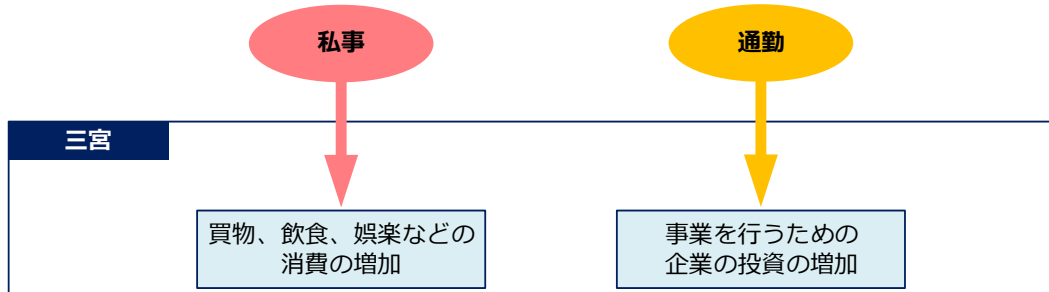 私事
通勤
三宮
買物、飲食、娯楽などの
消費の増加
事業を行うための
企業の投資の増加